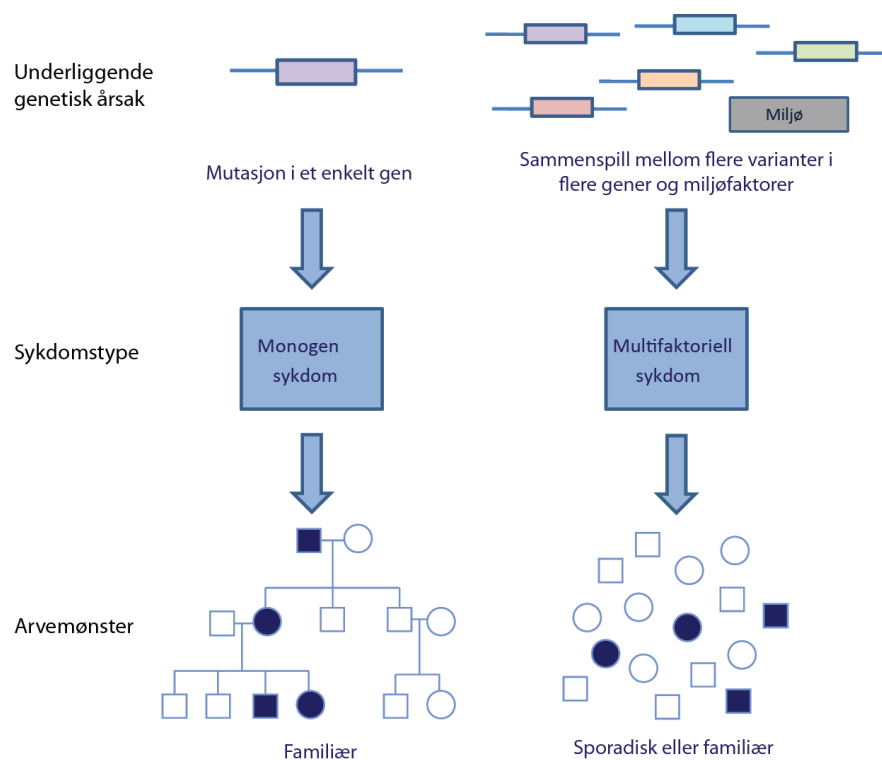 Underliggende
genetisk årsak
Miljø
Mutasjon i et enkelt gen
Sammenspill mellom flere varianter i
flere gener og miljøfaktorer
Sykdomstype
Monogen
sykdom
Multifaktoriell
sykdom
Arvemønster
Familiær
Sporadisk eller familiær